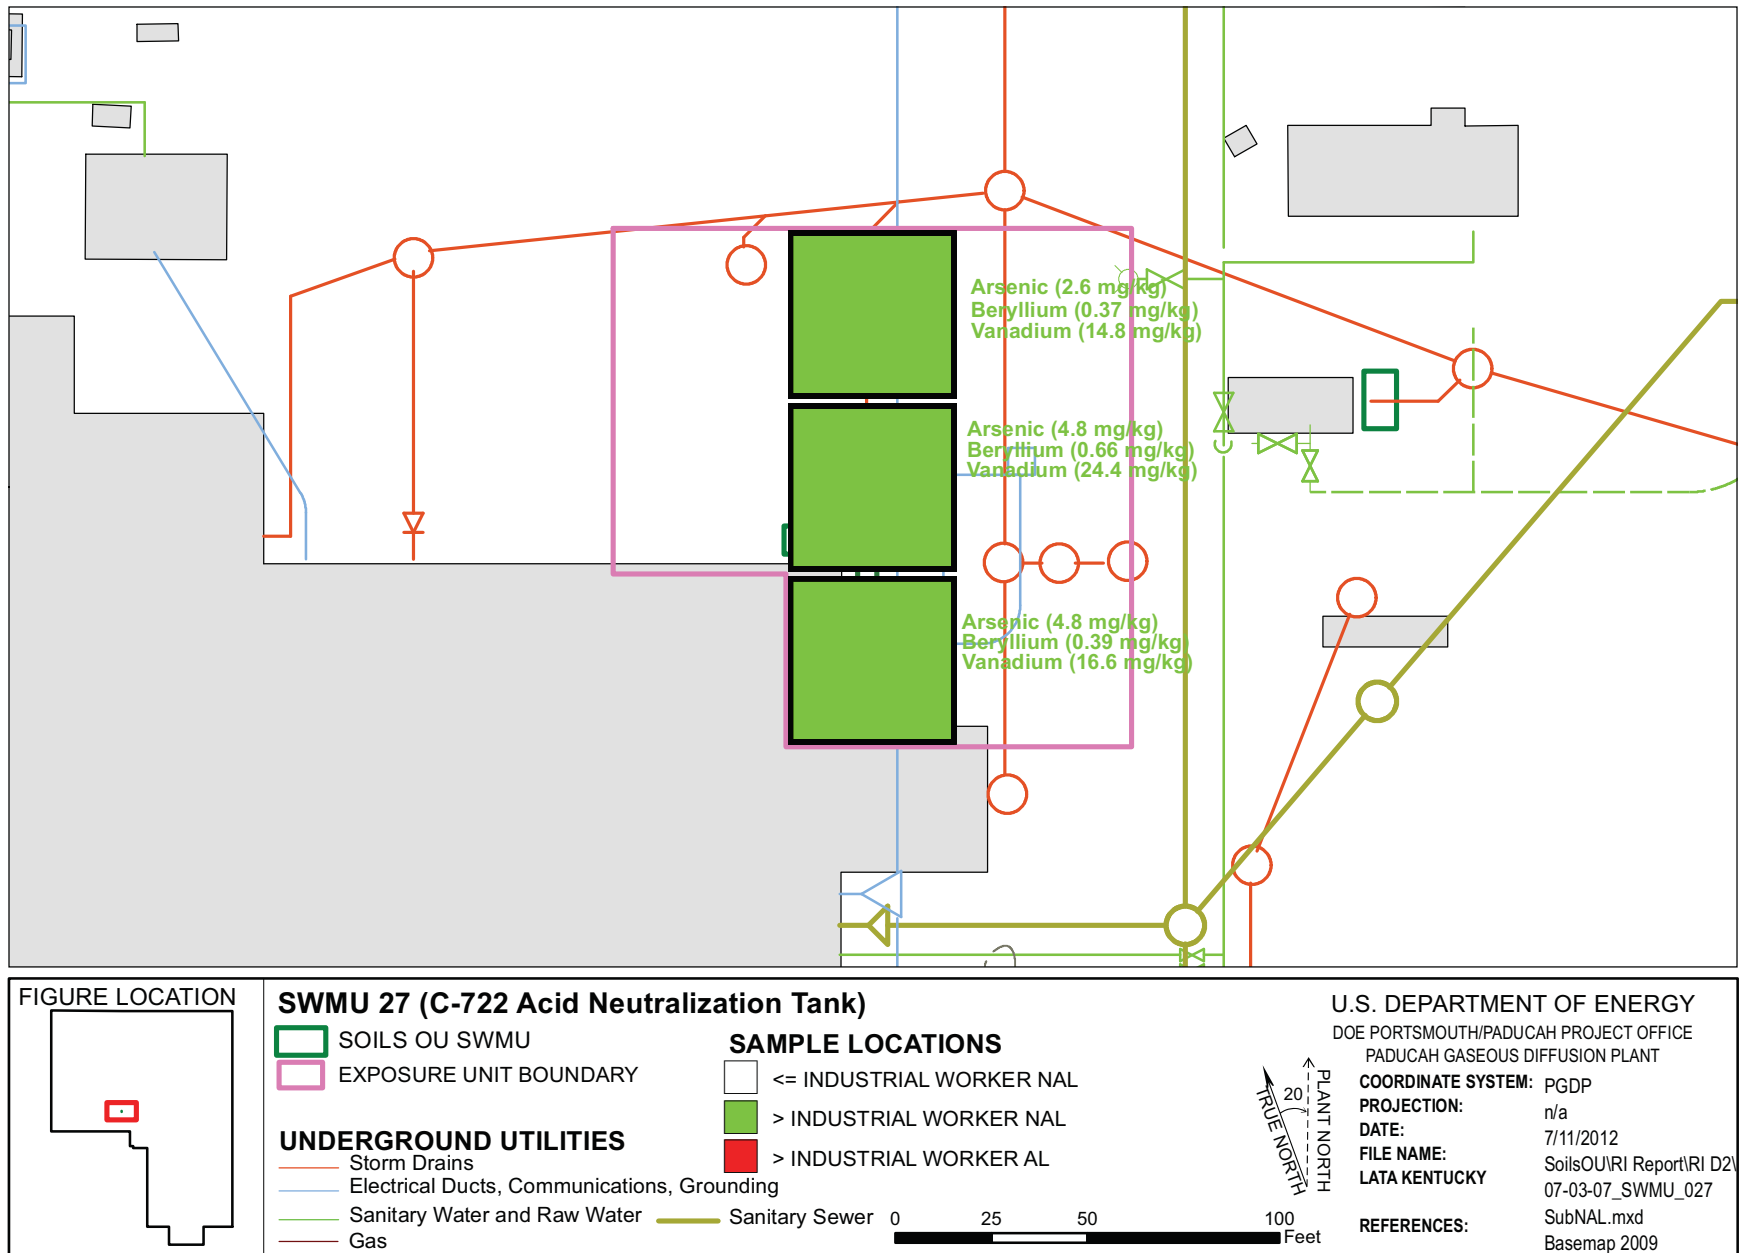 Arsenic (2.6 mg/kg)
Beryllium (0.37 mg/kg)
Vanadium (14.8 mg/kg)
Arsenic (4.8 mg/kg)
Beryllium (0.66 mg/kg)
Vanadium (24.4 mg/kg)
Arsenic (4.8 mg/kg)
Beryllium (0.39 mg/kg)
Vanadium (16.6 mg/kg)
FIGURE LOCATION
SWMU 27 (C-722 Acid Neutralization Tank)
SOILS OU SWMU
EXPOSURE UNIT BOUNDARY
UNDERGROUND UTILITIES
Storm Drains
Electrical Ducts, Communications, Grounding
Sanitary Water and Raw Water
Gas
Sanitary Sewer
SAMPLE LOCATIONS
<= INDUSTRIAL WORKER NAL
> INDUSTRIAL WORKER NAL
> INDUSTRIAL WORKER AL
0 25 50 100
Feet
TRUE NORTH
20
PLANT NORTH
U.S. DEPARTMENT OF ENERGY
DOE PORTSMOUTH/PADUCAH PROJECT OFFICE
PADUCAH GASEOUS DIFFUSION PLANT
COORDINATE SYSTEM: PGDP
PROJECTION: n/a
DATE: 7/11/2012
FILE NAME: SoilsOU\RI Report\RI D2\
LATA KENTUCKY 07-03-07_SWMU_027
SubNAL.mxd
REFERENCES: Basemap 2009